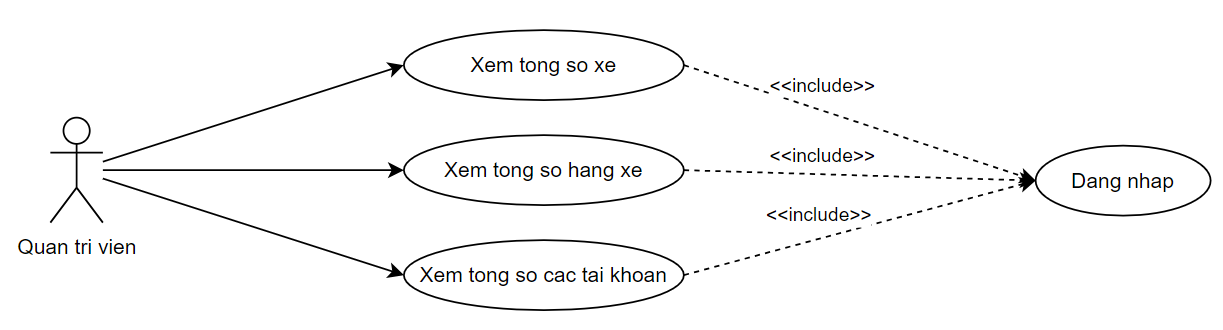 Xem tong so xe
<<include>>
Xem tong so hang xe
<<include>>
Dang nhap
<<include>>
Quan tri vien
Xem tong so cac tai khoan